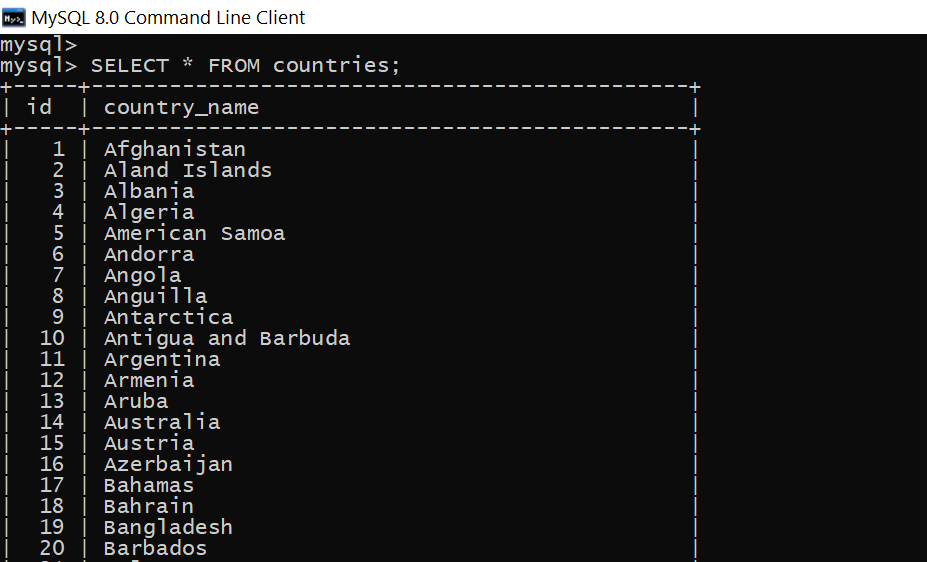 MySQL 8.0 Command Line Client
mysql>
mysql> SELECT * FROM countries;
+-----+----------------------------------------------+
| id  | country_name                                 |
+-----+----------------------------------------------+
|   1 | Afghanistan                                  |
|   2 | Aland Islands                                |
|   3 | Albania                                      |
|   4 | Algeria                                      |
|   5 | American Samoa                               |
|   6 | Andorra                                      |
|   7 | Angola                                       |
|   8 | Anguilla                                     |
|   9 | Antarctica                                   |
|  10 | Antigua and Barbuda                          |
|  11 | Argentina                                    |
|  12 | Armenia                                      |
|  13 | Aruba                                        |
|  14 | Australia                                    |
|  15 | Austria                                      |
|  16 | Azerbaijan                                   |
|  17 | Bahamas                                      |
|  18 | Bahrain                                      |
|  19 | Bangladesh                                   |
|  20 | Barbados                                     |